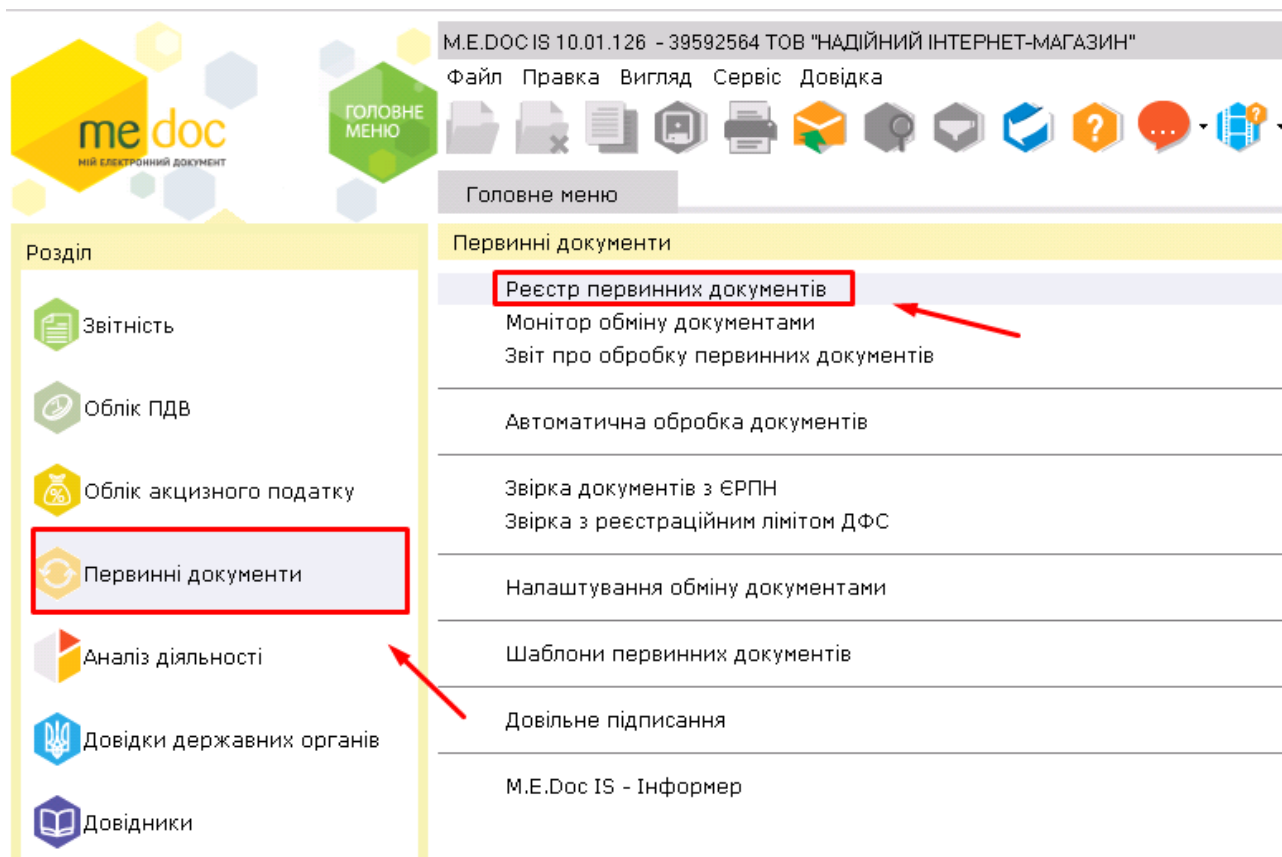 me doc
МІЙ ЕЛЕКТРОННИЙ ДОКУМЕНТ
ГОЛОВНЕ
МЕНЮ
M.E.DOC IS 10.01.126 - 39592564 ТОВ "НАДІЙНИЙ ІНТЕРНЕТ-МАГАЗИН"
Файл Правка Вигляд Сервіс Довідка
Головне меню
Розділ
Звітність
Облік ПДВ
Облік акцизного податку
Первинні документи
Аналіз діяльності
Довідки державних органів
Довідники
Первинні документи
Реєстр первинних документів
Монітор обміну документами
Звіт про обробку первинних документів
Автоматична обробка документів
Звірка документів з ЄРПН
Звірка з реєстраційним лімітом ДФС
Налаштування обміну документами
Шаблони первинних документів
Довільне підписання
M.E.Doc IS - Інформер